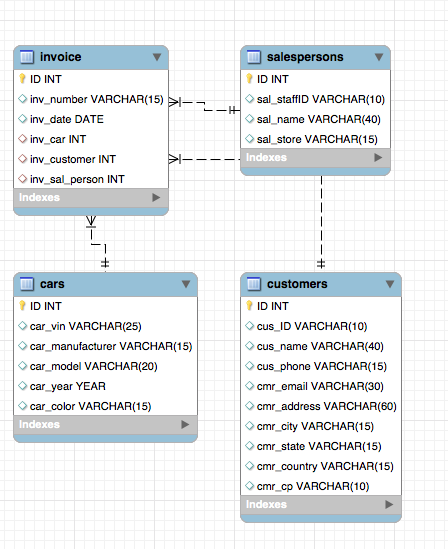 invoice
ID INT
inv_number VARCHAR(15)
inv_date DATE
inv_car INT
inv_customer INT
inv_sal_person INT
Indexes
salespersons
ID INT
sal_staffID VARCHAR(10)
sal_name VARCHAR(40)
sal_store VARCHAR(15)
Indexes
cars
ID INT
car_vin VARCHAR(25)
car_manufacturer VARCHAR(15)
car_model VARCHAR(20)
car_year YEAR
car_color VARCHAR(15)
Indexes
customers
ID INT
cus_ID VARCHAR(10)
cus_name VARCHAR(40)
cus_phone VARCHAR(15)
cmr_email VARCHAR(30)
cmr_address VARCHAR(60)
cmr_city VARCHAR(15)
cmr_state VARCHAR(15)
cmr_country VARCHAR(15)
cmr_cp VARCHAR(10)
Indexes